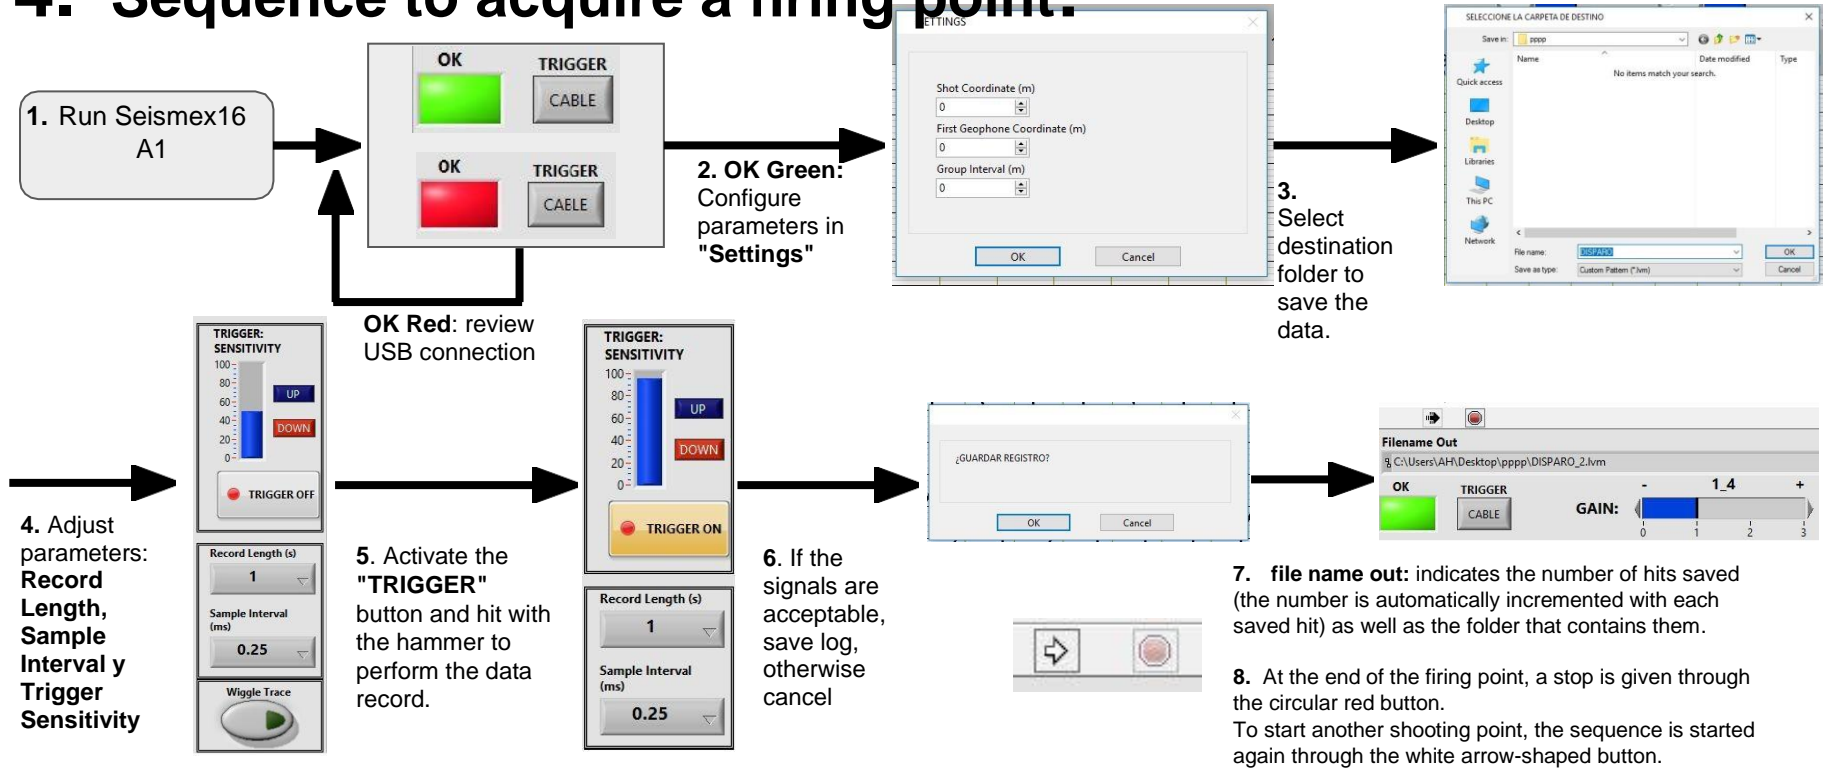 4. Sequence to acquire a firing point:
1. Run Seismex16
A1
OK
TRIGGER
CABLE
OK
TRIGGER
CAELE
OK Red: review
USB connection
2. OK Green:
Configure
parameters in
"Settings"
ETTINGS
Shot Coordinate (m)
0
First Geophone Coordinate (m)
0
Group Interval (m)
0
OK
Cancel
3.
Select
destination
folder to
save the
data.
SELECCIONE LA CARPETA DE DESTINO
Save in:
pppp
Name
Date modified
Type
No items match your search.
Quick access
Desktop
Libraries
This PC
Network
File name:
DISPARO
OK
Save as type:
Custom Pattern (*.lvm)
Cancel
4. Adjust
parameters:
Record
Length,
Sample
Interval y
Trigger
Sensitivity
TRIGGER:
SENSITIVITY
100
80
60
40
20
0
UP
DOWN
TRIGGER OFF
Record Length (s)
1
Sample Interval
(ms)
0.25
Wiggle Trace
5. Activate the
"TRIGGER"
button and hit with
the hammer to
perform the data
record.
TRIGGER:
SENSITIVITY
100
80
60
40
20
0
UP
DOWN
TRIGGER ON
Record Length (s)
1
Sample Interval
(ms)
0.25
6. If the
signals are
acceptable,
save log,
otherwise
cancel
¿GUARDAR REGISTRO?
OK
Cancel
Filename Out
C:\Users\AH\Desktop\pppp\DISPARO_2.lvm
OK
TRIGGER
CABLE
GAIN:
- 1_4 +
0 1 2 3
7. file name out: indicates the number of hits saved
(the number is automatically incremented with each
saved hit) as well as the folder that contains them.
8. At the end of the firing point, a stop is given through
the circular red button.
To start another shooting point, the sequence is started
again through the white arrow-shaped button.